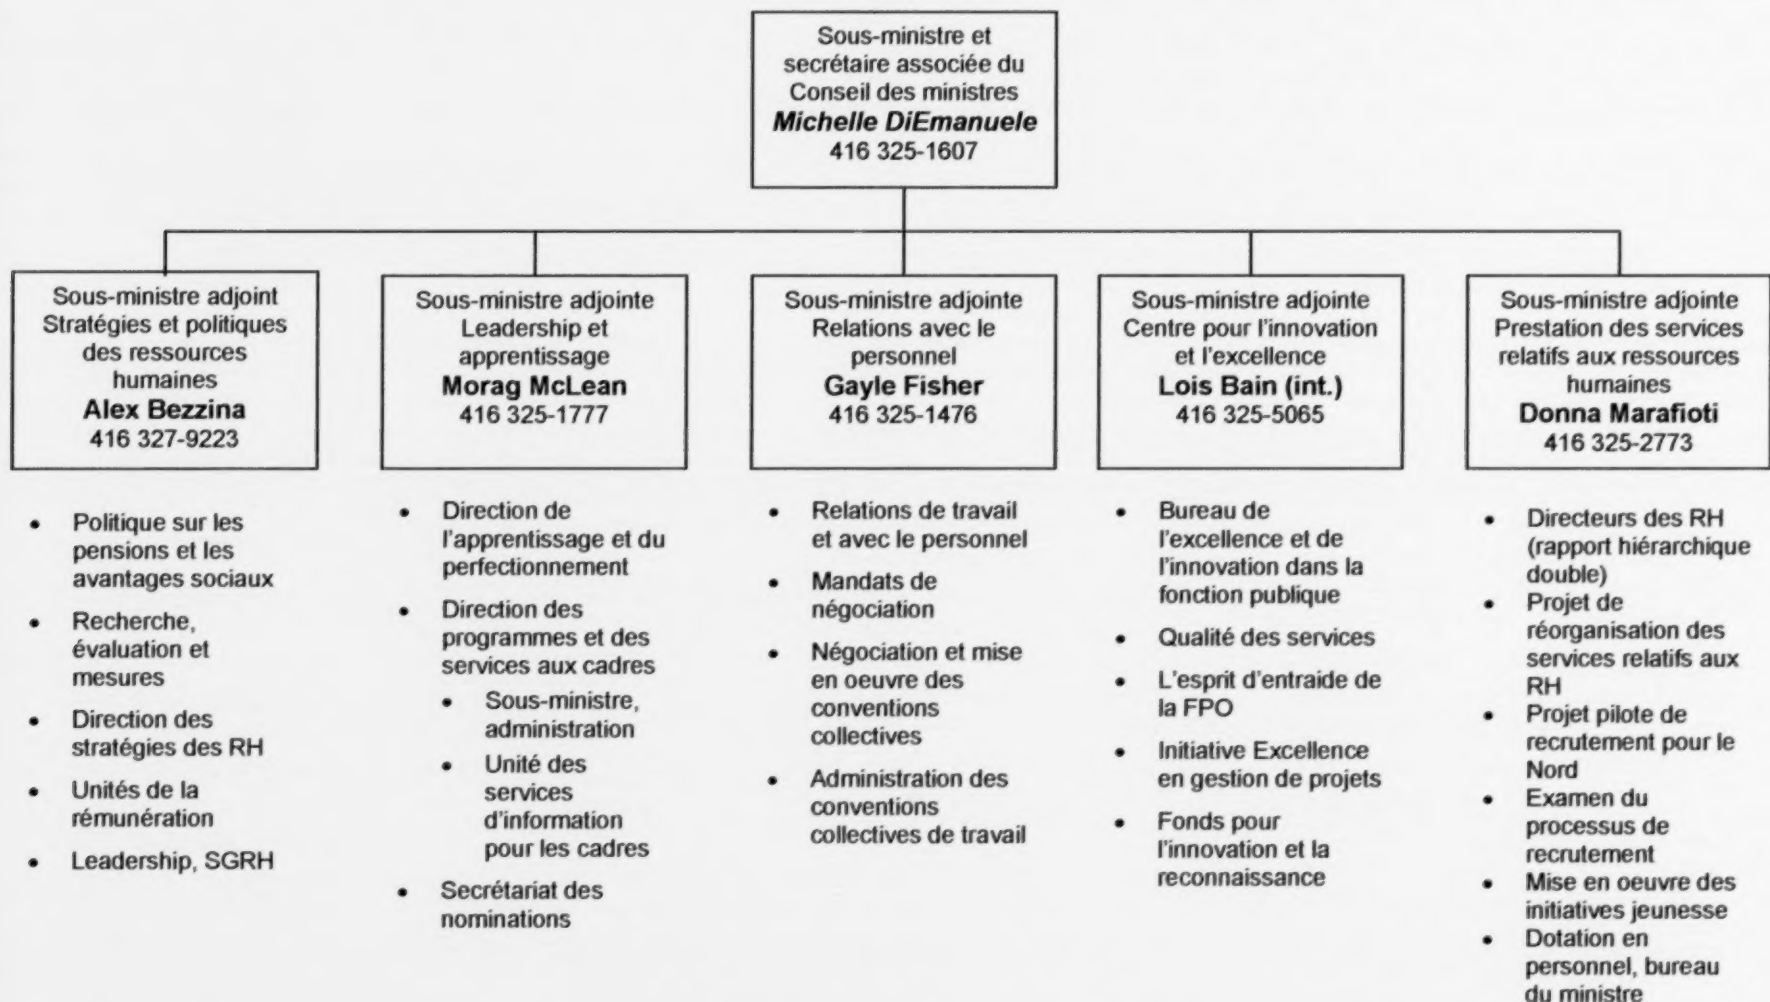 Sous-ministre et
secrétaire associée du
Conseil des ministres
Michelle DiEmanuele
416 325-1607
Sous-ministre adjoint
Stratégies et politiques
des ressources
humaines
Alex Bezzina
416 327-9223
• Politique sur les
pensions et les
avantages sociaux
• Recherche,
évaluation et
mesures
• Direction des
stratégies des RH
• Unités de la
rémunération
• Leadership, SGRH
Sous-ministre adjointe
Leadership et
apprentissage
Morag McLean
416 325-1777
• Direction de
l'apprentissage et du
perfectionnement
• Direction des
programmes et des
services aux cadres
• Sous-ministre,
administration
• Unité des
services
d'information
pour les cadres
• Secrétariat des
nominations
Sous-ministre adjointe
Relations avec le
personnel
Gayle Fisher
416 325-1476
• Relations de travail
et avec le personnel
• Mandats de
négociation
• Négociation et mise
en oeuvre des
conventions
collectives
• Administration des
conventions
collectives de travail
Sous-ministre adjointe
Centre pour l'innovation
et l'excellence
Lois Bain (int.)
416 325-5065
• Bureau de
l'excellence et de
l'innovation dans la
fonction publique
• Qualité des services
• L'esprit d'entraide de
la FPO
• Initiative Excellence
en gestion de projets
• Fonds pour
l'innovation et la
reconnaissance
Sous-ministre adjointe
Prestation des services
relatifs aux ressources
humaines
Donna Marafioti
416 325-2773
• Directeurs des RH
(rapport hiérarchique
double)
• Projet de
réorganisation des
services relatifs aux
RH
• Projet pilote de
recrutement pour le
Nord
• Examen du
processus de
recrutement
• Mise en oeuvre des
initiatives jeunesse
• Dotation en
personnel, bureau
du ministre